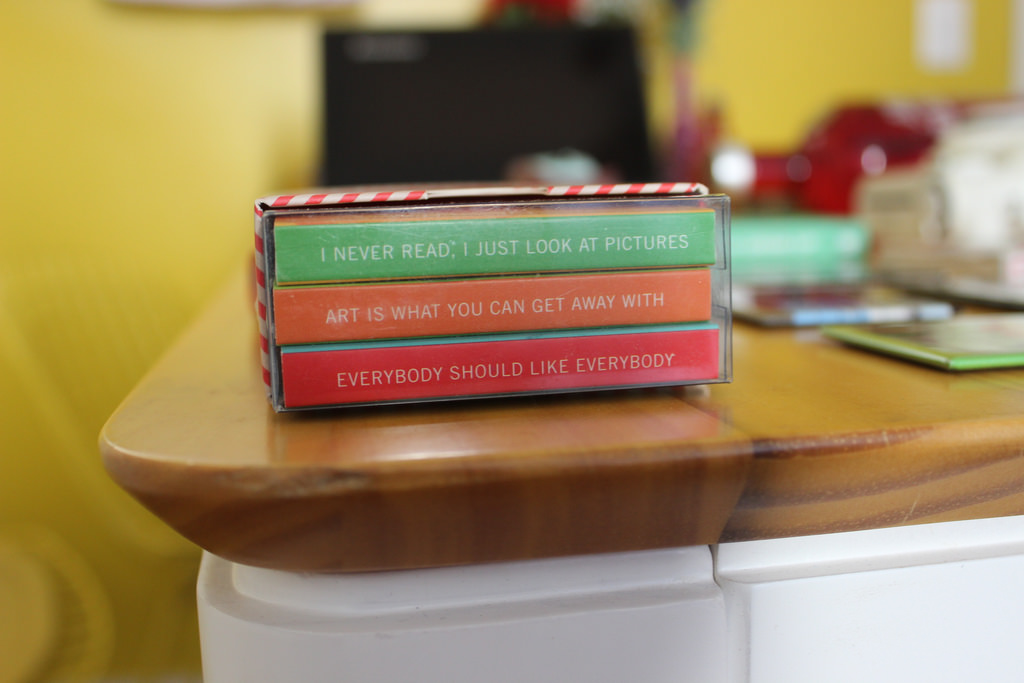 I NEVER READ, I JUST LOOK AT PICTURES
ART IS WHAT YOU CAN GET AWAY WITH
EVERYBODY SHOULD LIKE EVERYBODY